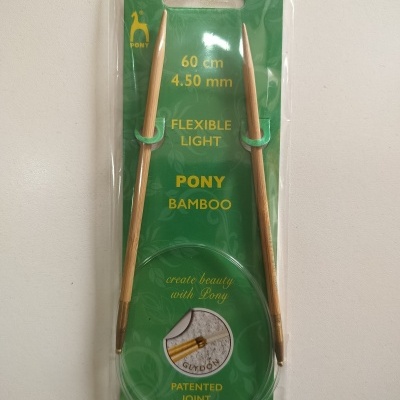 PONY
60 cm
4.50 mm
FLEXIBLE
LIGHT
PONY
BAMBOO
create beauty
with Pony
GLYDON
PATENTED
JOINT